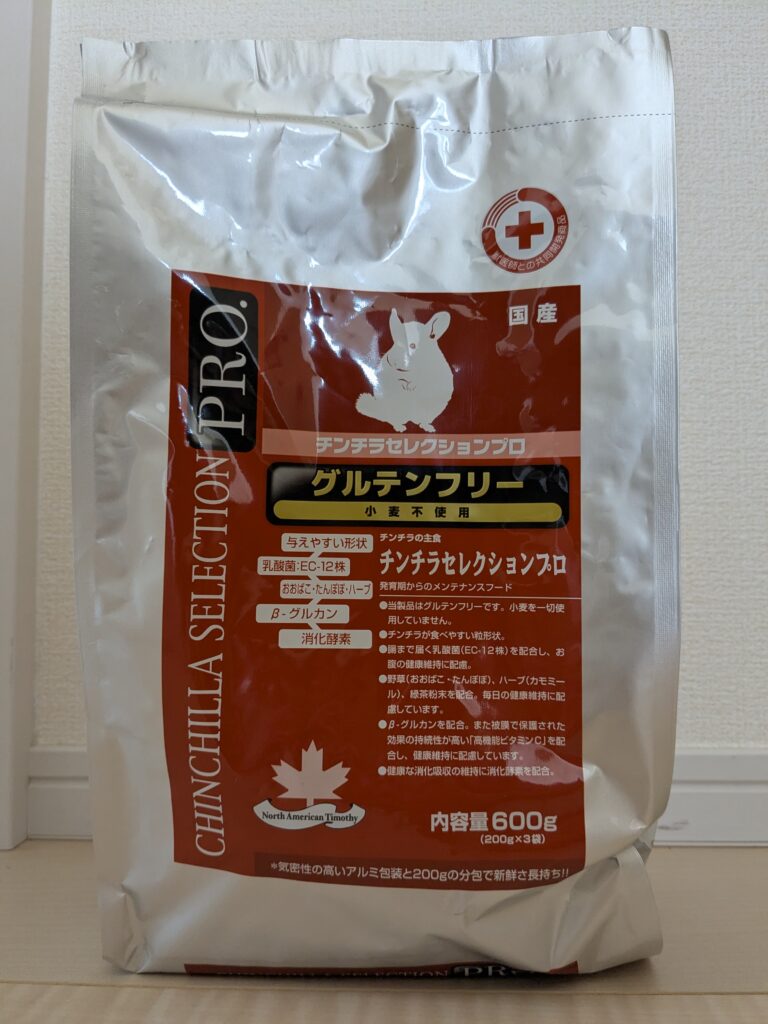 獣医師との共同開発商品
国産
CHINCHILLA SELECTION PRO.
チンチラセレクションプロ
グルテンフリー
小麦不使用
与えやすい形状
乳酸菌:EC-12株
おおばこ・たんぽぽ・ハーブ
β-グルカン
消化酵素
チンチラの主食
チンチラセレクションプロ
発育期からのメンテナンスフード
●当製品はグルテンフリーです。小麦を一切使
用していません。
●チンチラが食べやすい粒形状。
●腸まで届く乳酸菌(EC-12株)を配合し、お
腹の健康維持に配慮。
●野草(おおばこ・たんぽぽ)、ハーブ(カモミー
ル)、緑茶粉末を配合。毎日の健康維持に配
慮しています。
●β-グルカンを配合。また被膜で保護された
効果の持続性が高い「高機能ビタミンC」を配
合し、健康維持に配慮しています。
●健康な消化吸収の維持に消化酵素を配合。
North American Timothy
内容量600g
(200g×3袋)
*気密性の高いアルミ包装と200gの分包で新鮮さ長持ち!!
CHINCHILLA SELECTION PRO.